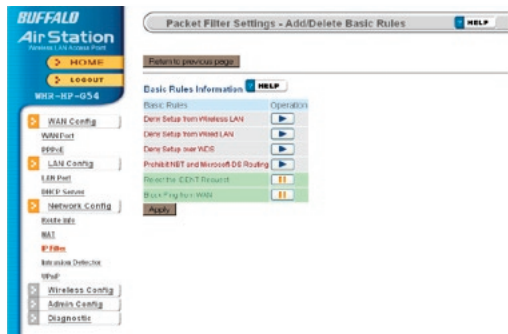 BUFFALO
AirStation
Wireless LAN Access Point
HOME
LOGOUT
WHR-HP-G54
WAN Config
WAN Port
PPPoE
LAN Config
LAN Port
DHCP Server
Network Config
Route Info
NAT
IP Filter
Intrusion Detector
UPnP
Wireless Config
Admin Config
Diagnostic
Packet Filter Settings - Add/Delete Basic Rules
HELP
Return to previous page
Basic Rules Information HELP
Basic Rules Operation
Deny Setup from Wireless LAN
Deny Setup from Wired LAN
Deny Setup over WDS
Prohibit NBT and Microsoft-DS Routing
Reject the IDENT Request
Block Ping from WAN
Apply